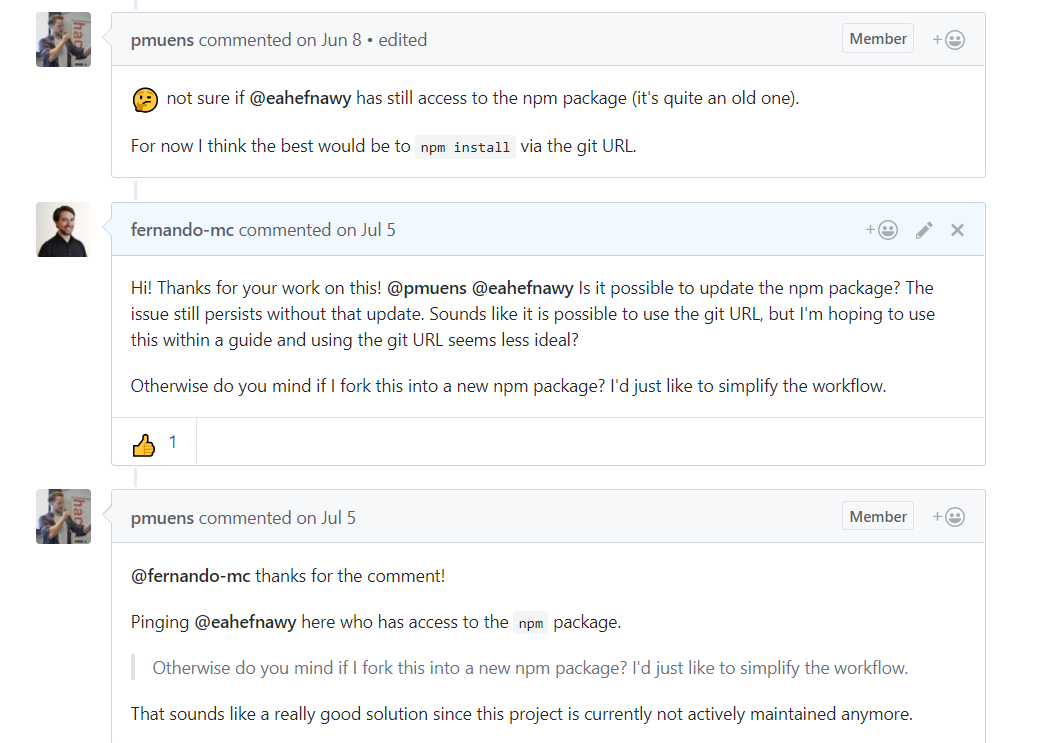 pmuens commented on Jun 8 • edited
Member
not sure if @eahefnawy has still access to the npm package (it's quite an old one).
For now I think the best would be to npm install via the git URL.
fernando-mc commented on Jul 5
Hi! Thanks for your work on this! @pmuens @eahefnawy Is it possible to update the npm package? The
issue still persists without that update. Sounds like it is possible to use the git URL, but I'm hoping to use
this within a guide and using the git URL seems less ideal?
Otherwise do you mind if I fork this into a new npm package? I'd just like to simplify the workflow.
1
pmuens commented on Jul 5
Member
@fernando-mc thanks for the comment!
Pinging @eahefnawy here who has access to the npm package.
Otherwise do you mind if I fork this into a new npm package? I'd just like to simplify the workflow.
That sounds like a really good solution since this project is currently not actively maintained anymore.